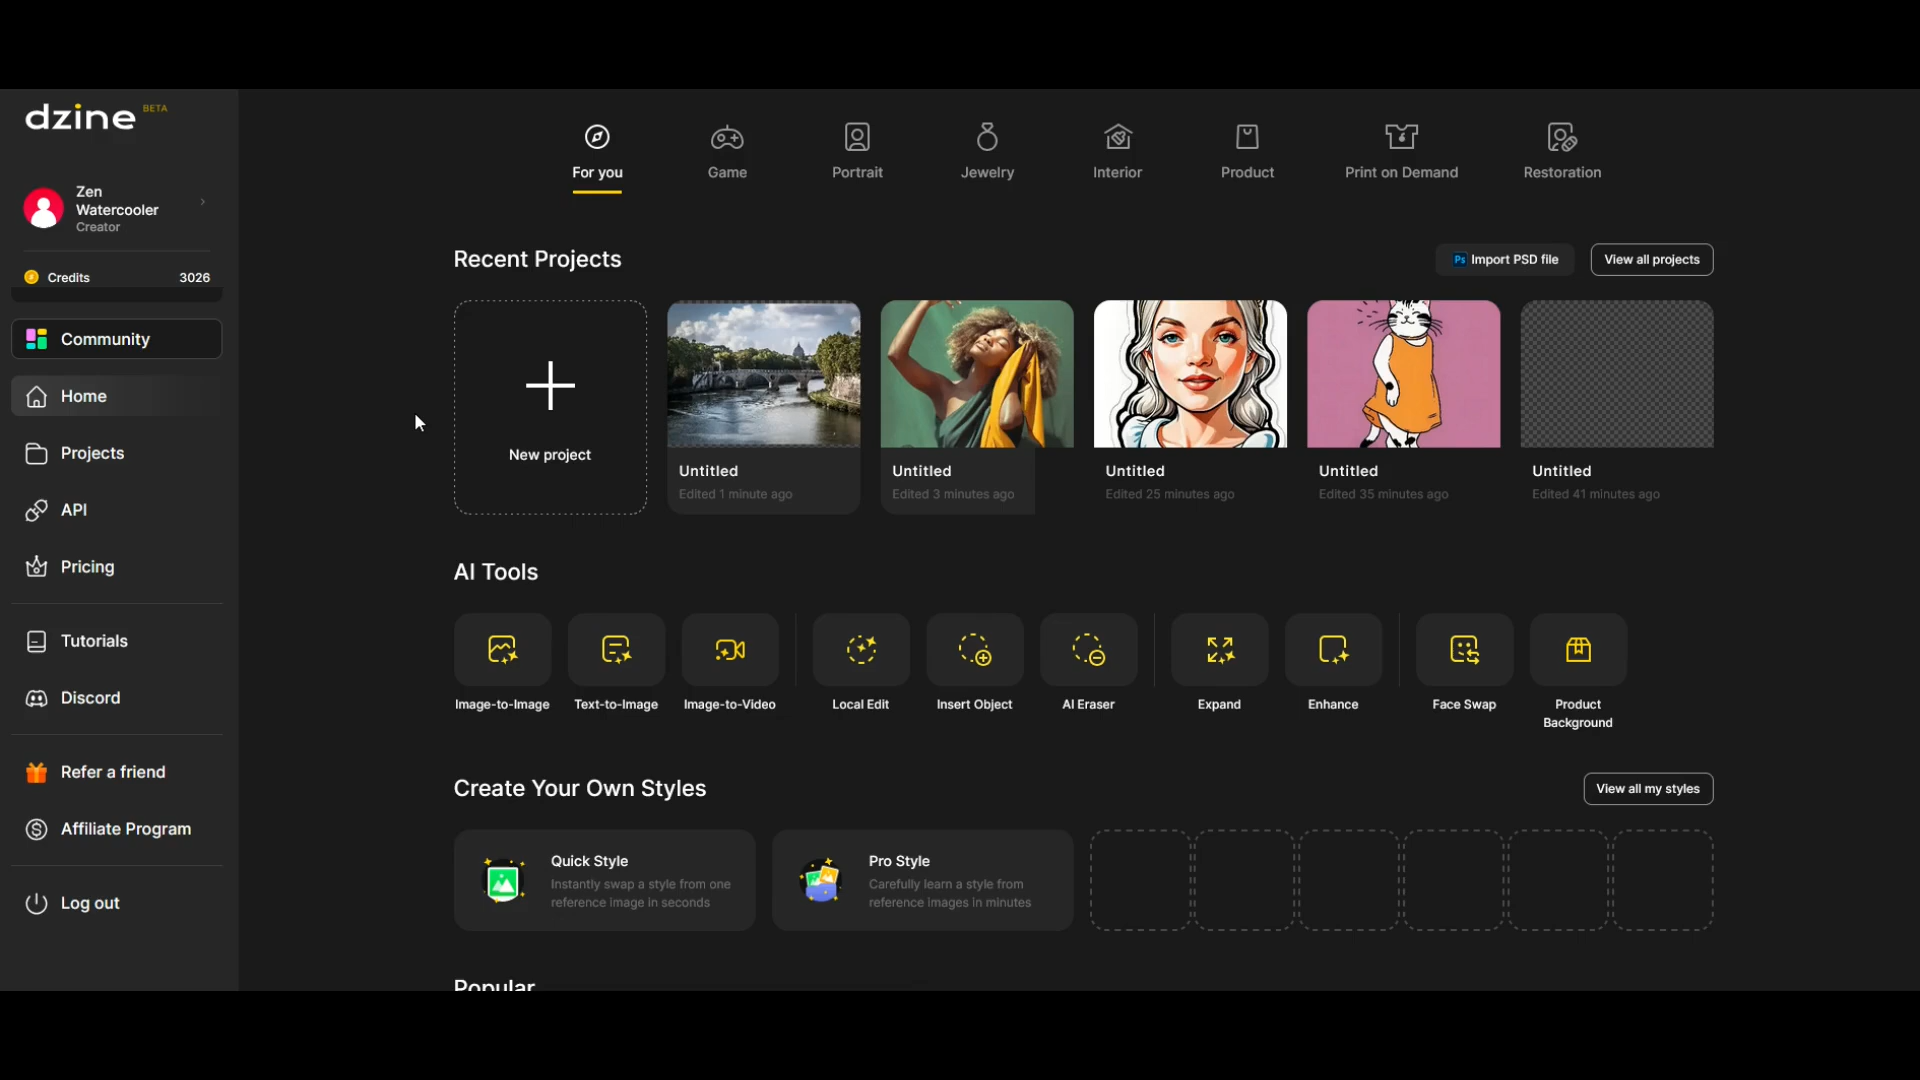 dzine BETA
Zen
Watercooler
Creator
Credits 3026
Community
Home
Projects
API
Pricing
Tutorials
Discord
Refer a friend
Affiliate Program
Log out
For you Game Portrait Jewelry Interior Product Print on Demand Restoration
Recent Projects
Ps Import PSD file View all projects
New project
Untitled
Edited 1 minute ago
Untitled
Edited 3 minutes ago
Untitled
Edited 25 minutes ago
Untitled
Edited 35 minutes ago
Untitled
Edited 41 minutes ago
AI Tools
Image-to-Image Text-to-Image Image-to-Video Local Edit Insert Object AI Eraser Expand Enhance Face Swap Product
Background
Create Your Own Styles
View all my styles
Quick Style
Instantly swap a style from one
reference image in seconds
Pro Style
Carefully learn a style from
reference images in minutes
Popular